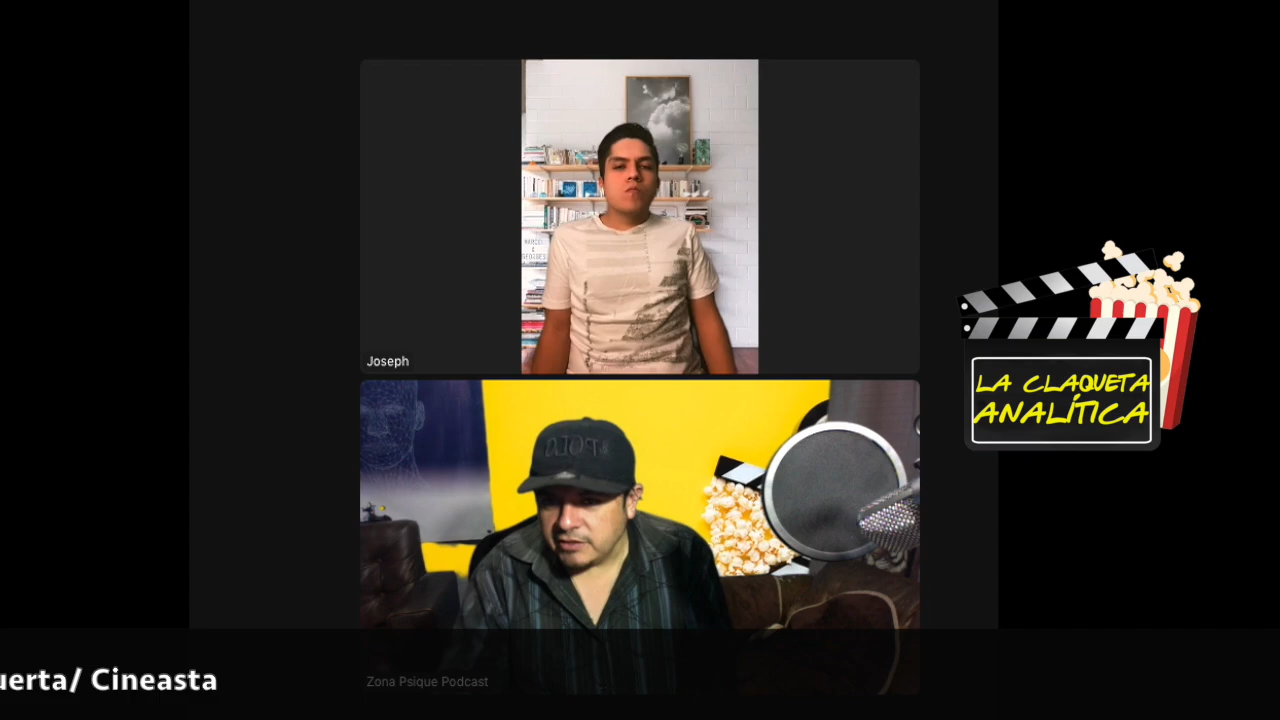 Joseph
LA CLAQUETA
ANALÍTICA
Zona Psique Podcast
uerta/ Cineasta